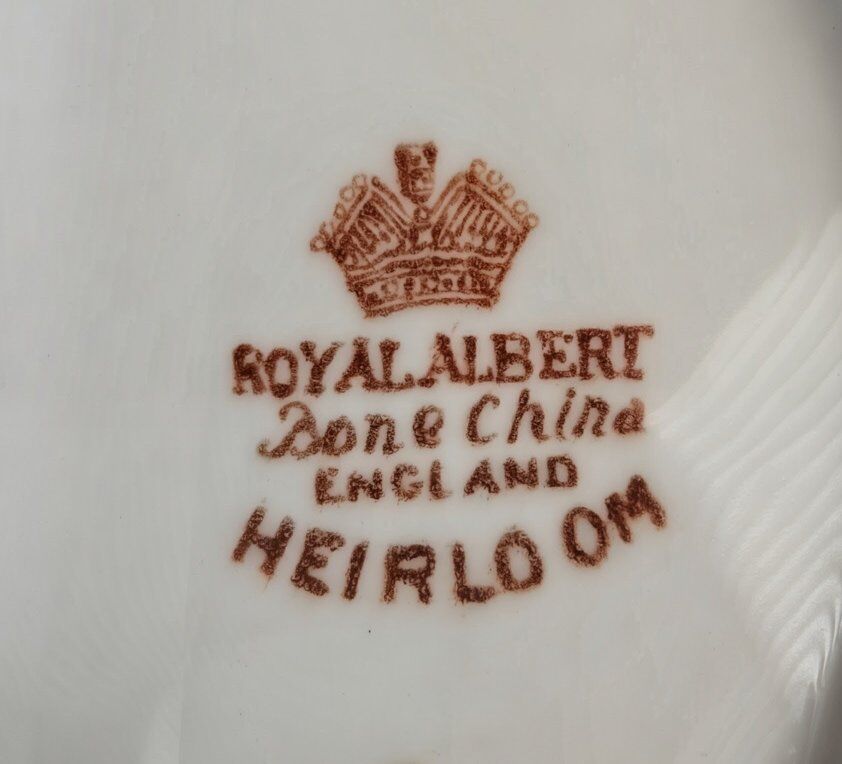 ROYAL ALBERT
Bone China
ENGLAND
HEIRLOOM